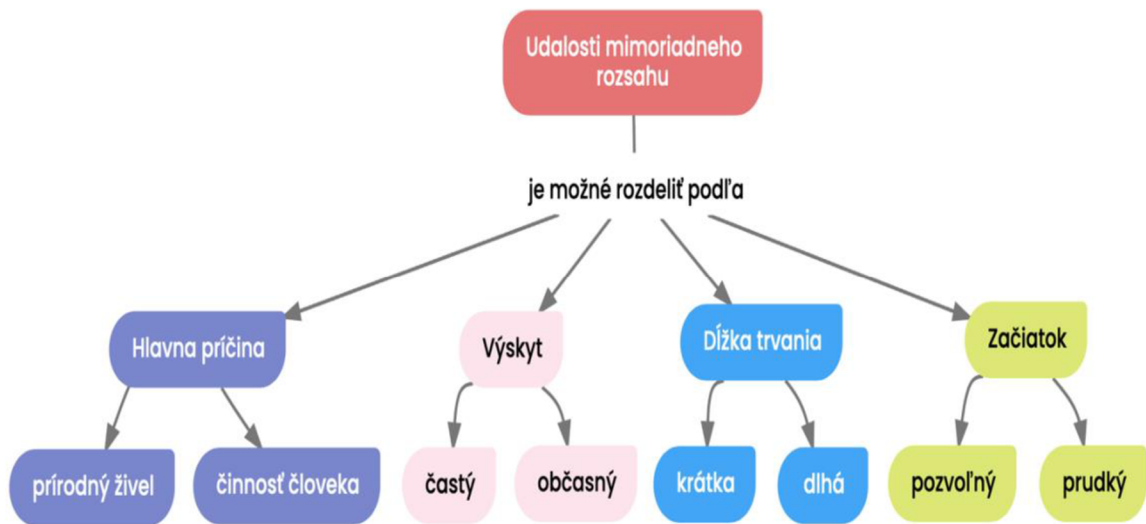 Udalosti mimoriadneho
rozsahu
je možné rozdeliť podľa
Hlavna príčina
Výskyt
Dĺžka trvania
Začiatok
prírodný živel
činnosť človeka
častý
občasný
krátka
dlhá
pozvoľný
prudký